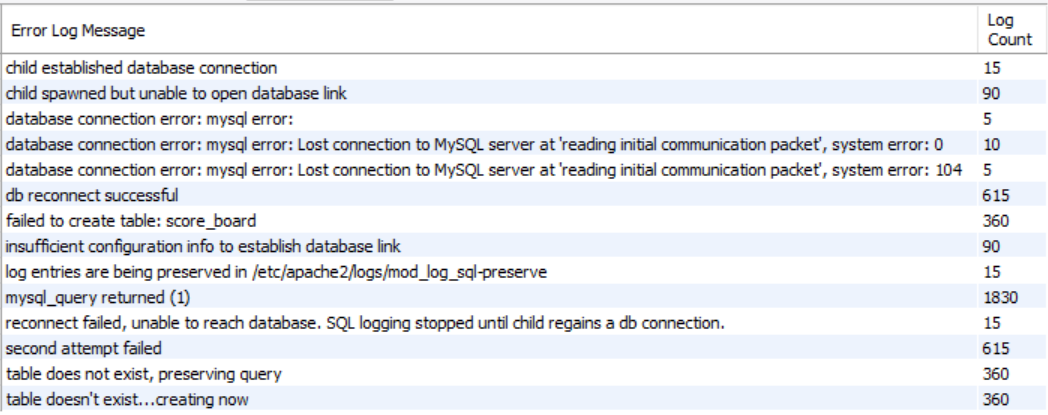 Error Log Message Log Count
child established database connection 15
child spawned but unable to open database link 90
database connection error: mysql error: 5
database connection error: mysql error: Lost connection to MySQL server at 'reading initial communication packet', system error: 0 10
database connection error: mysql error: Lost connection to MySQL server at 'reading initial communication packet', system error: 104 5
db reconnect successful 615
failed to create table: score_board 360
insufficient configuration info to establish database link 90
log entries are being preserved in /etc/apache2/logs/mod_log_sql-preserve 15
mysql_query returned (1) 1830
reconnect failed, unable to reach database. SQL logging stopped until child regains a db connection. 15
second attempt failed 615
table does not exist, preserving query 360
table doesn't exist...creating now 360